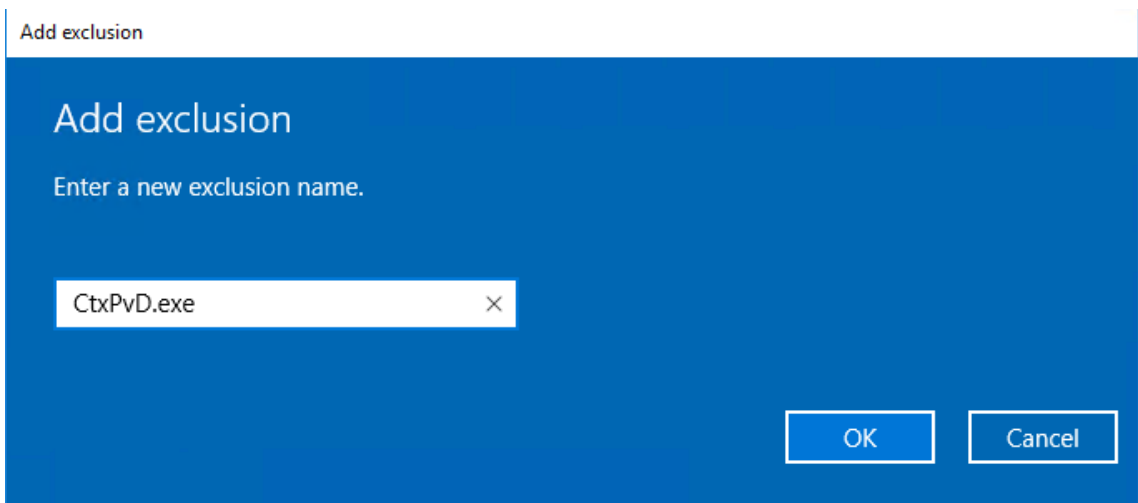 Add exclusion
Add exclusion
Enter a new exclusion name.
CtxPvD.exe
OK
Cancel